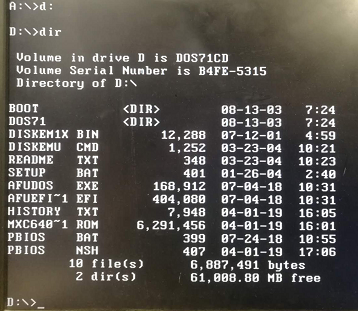 A:\>d:
D:\>dir
Volume in drive D is DOS71CD
Volume Serial Number is B4FE-5315
Directory of D:\
BOOT <DIR> 08-13-03 7:24
DOS71 <DIR> 08-13-03 7:24
DISKEM1X BIN 12,288 07-12-01 4:59
DISKEMU CMD 1,252 03-23-04 10:21
README TXT 348 03-23-04 10:23
SETUP BAT 401 01-26-04 2:40
AFUDOS EXE 168,912 07-04-18 10:31
AFUEFI~1 EFI 404,080 07-04-18 10:31
HISTORY TXT 7,948 04-01-19 16:05
MXC640~1 ROM 6,291,456 04-01-19 16:01
PBIOS BAT 399 07-24-18 10:55
PBIOS NSH 407 04-01-19 17:06
10 file(s) 6,887,491 bytes
2 dir(s) 61,008.80 MB free
D:\>_